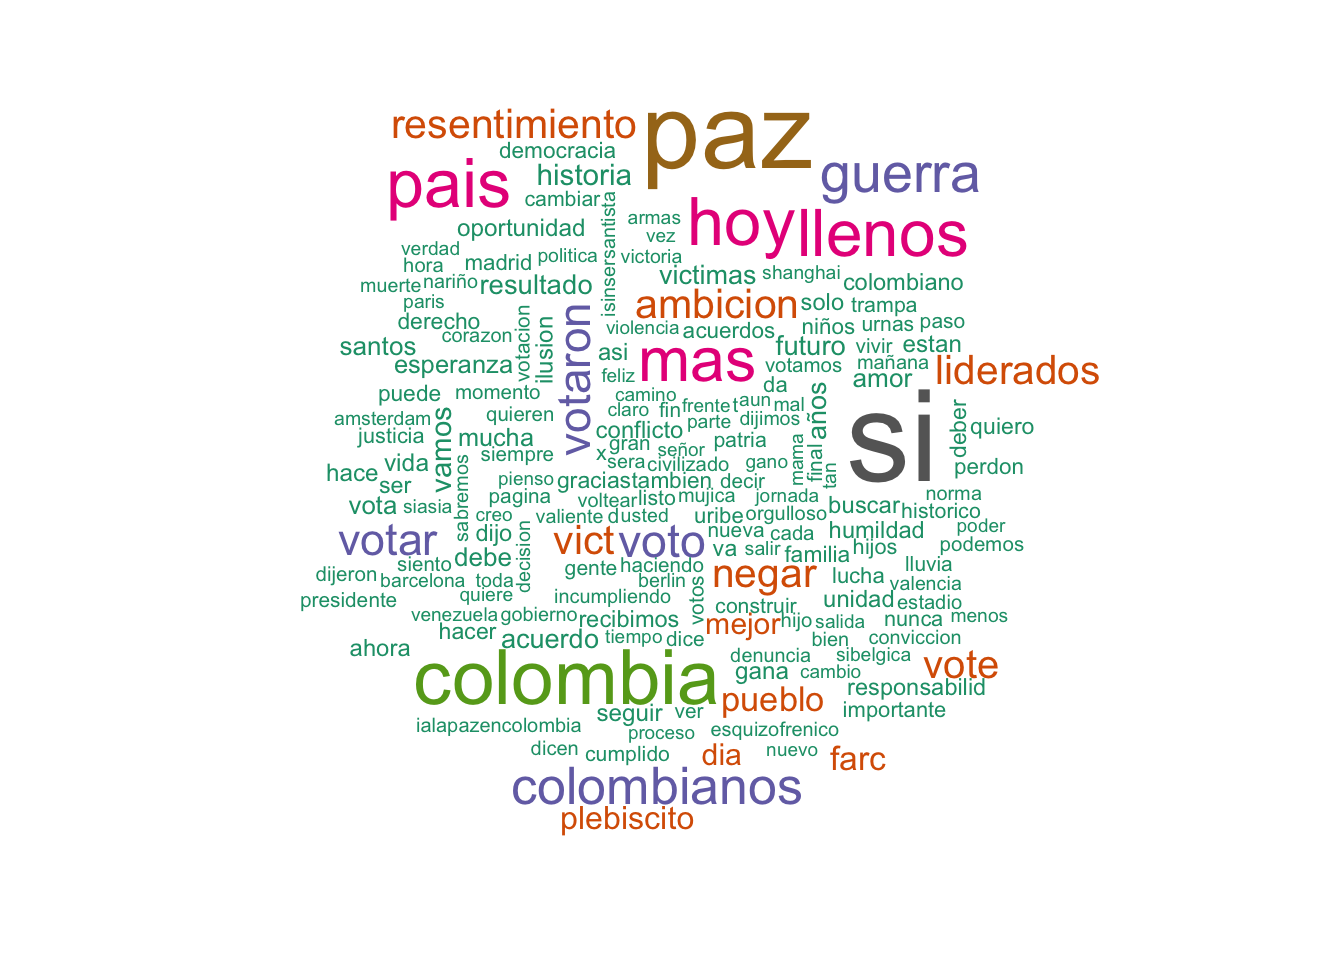 resentimiento
paz
democracia
pais
historia
guerra
cambiar
isinsersantista
armas
hoy
llenos
oportunidad
vez
verdad
politica
victoria
hora
madrid
muerte
nariño
resultado
victimas
shanghai
colombiano
paris
ambicion
solo
trampa
derecho
corazon
votacion
ilusion
votaron
violencia
acuerdos
niños
urnas
paso
santos
esperanza
asi
mas
futuro
vivir
estan
feliz
votamos
mañana
liderados
puede
momento
camino
da
amor
si
amsterdam
vamos
quieren
claro
fin
frente
t
aun
mal
años
deber
quiero
justicia
mucha
conflicto
parte
dijimos
siempre
x
gran
señor
patria
mama
final
tan
hace
vida
sabremos
sera
civilizado
gano
perdon
ser
pienso
graciastambien
decir
vota
siasia
pagina
voltear
listo
mujica
jornada
buscar
norma
creo
valiente
d
usted
uribe
orgulloso
historico
votar
dijo
decision
vict
voto
nueva
cada
humildad
poder
siento
debe
va
salir
familia
hijos
podemos
dijeron
barcelona
toda
gente
haciendo
negar
lucha
lluvia
presidente
quiere
berlin
votos
valencia
incumpliendo
construir
unidad
estadio
venezuela
gobierno
recibimos
mejor
hijo
salida
nunca
menos
ahora
hacer
acuerdo
tiempo
dice
bien
conviccion
colombia
denuncia
sibelgica
vote
gana
cambio
pueblo
responsabilid
seguir
ver
importante
ialapazencolombia
proceso
esquizofrenico
dicen
cumplido
dia
nuevo
farc
colombianos
plebiscito